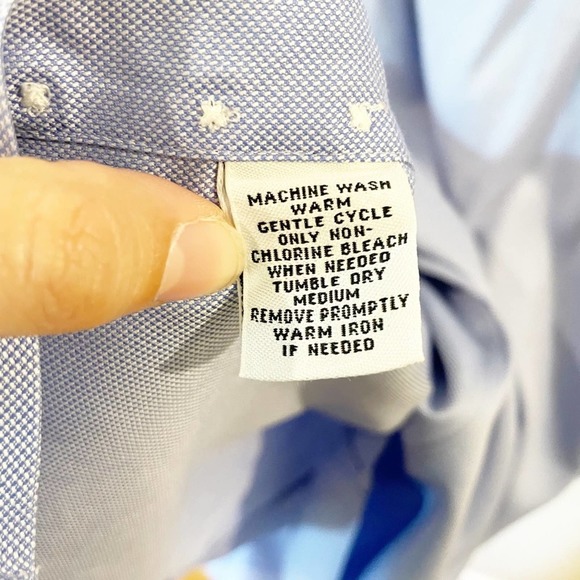 MACHINE WASH
WARM
GENTLE CYCLE
ONLY NON-
CHLORINE BLEACH
WHEN NEEDED
TUMBLE DRY
MEDIUM
REMOVE PROMPTLY
WARM IRON
IF NEEDED